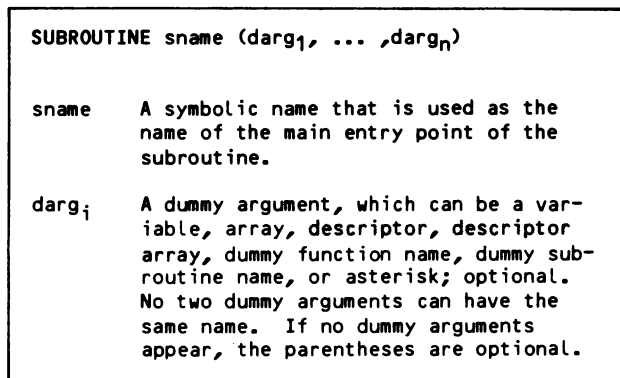 SUBROUTINE sname (darg1, ... ,dargn)
sname A symbolic name that is used as the
name of the main entry point of the
subroutine.
dargi A dummy argument, which can be a var-
iable, array, descriptor, descriptor
array, dummy function name, dummy sub-
routine name, or asterisk; optional.
No two dummy arguments can have the
same name. If no dummy arguments
appear, the parentheses are optional.